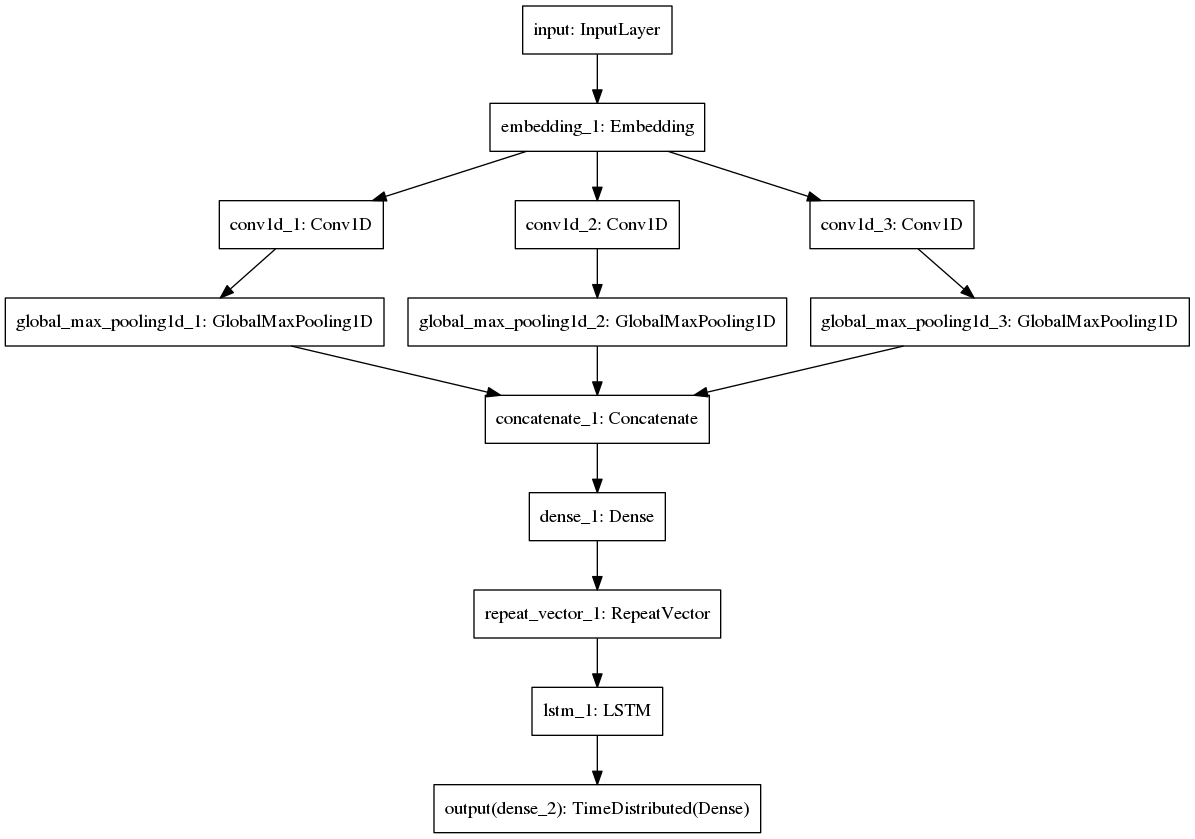 input: InputLayer
embedding_1: Embedding
conv1d_1: Conv1D
conv1d_2: Conv1D
conv1d_3: Conv1D
global_max_pooling1d_1: GlobalMaxPooling1D
global_max_pooling1d_2: GlobalMaxPooling1D
global_max_pooling1d_3: GlobalMaxPooling1D
concatenate_1: Concatenate
dense_1: Dense
repeat_vector_1: RepeatVector
lstm_1: LSTM
output(dense_2): TimeDistributed(Dense)